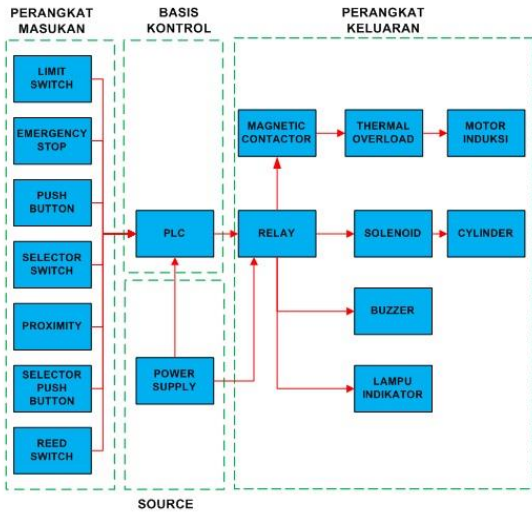 PERANGKAT
MASUKAN
BASIS
KONTROL
PERANGKAT
KELUARAN
LIMIT
SWITCH
EMERGENCY
STOP
PUSH
BUTTON
SELECTOR
SWITCH
PROXIMITY
SELECTOR
PUSH
BUTTON
REED
SWITCH
PLC
POWER
SUPPLY
MAGNETIC
CONTACTOR
THERMAL
OVERLOAD
MOTOR
INDUKSI
RELAY
SOLENOID
CYLINDER
BUZZER
LAMPU
INDIKATOR
SOURCE